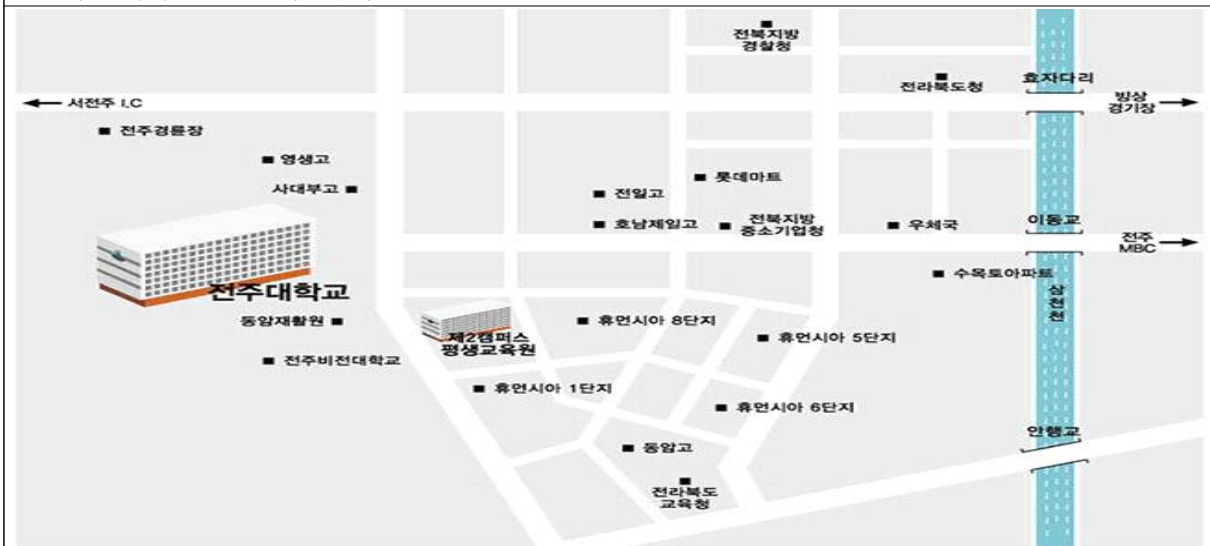 전북지방
경찰청
전라북도청
효자다리
← 서전주 I.C
빙상
경기장 →
■ 전주경륜장
■ 영생고
사대부고 ■
■ 롯데마트
■ 전일고
■ 호남제일고
■ 전북지방
중소기업청
■ 우체국
이동교
전주
MBC →
■ 수목토아파트
삼천천
전주대학교
동암재활원 ■
제2캠퍼스
평생교육원
■ 휴먼시아 8단지
■ 휴먼시아 5단지
■ 전주비전대학교
■ 휴먼시아 1단지
■ 휴먼시아 6단지
안행교
■ 동암고
전라북도
교육청